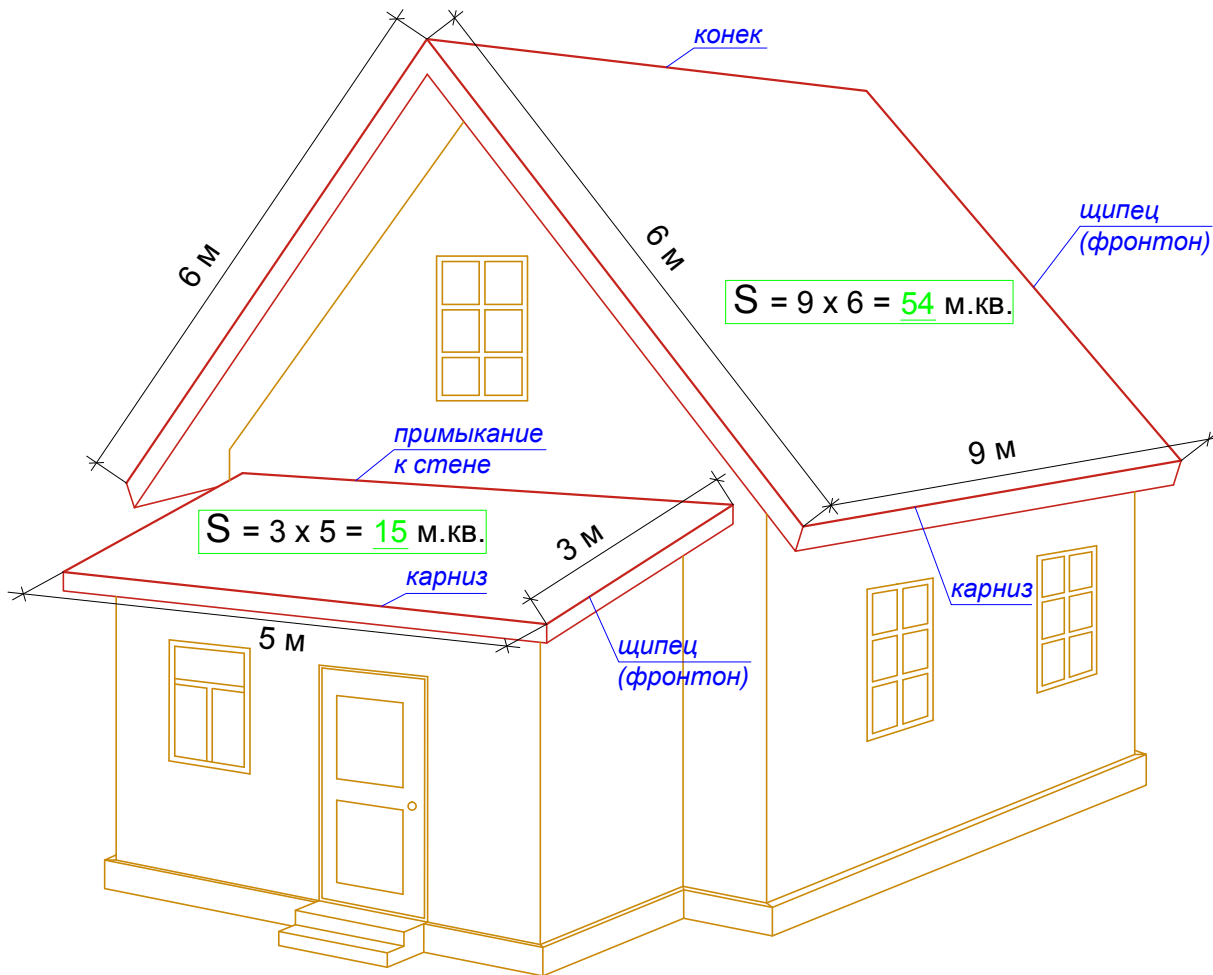 конек
щипец
(фронтон)
6 м
6 м
S = 9 x 6 = 54 м.кв.
примыкание
к стене
9 м
S = 3 x 5 = 15 м.кв.
3 м
карниз
карниз
5 м
щипец
(фронтон)